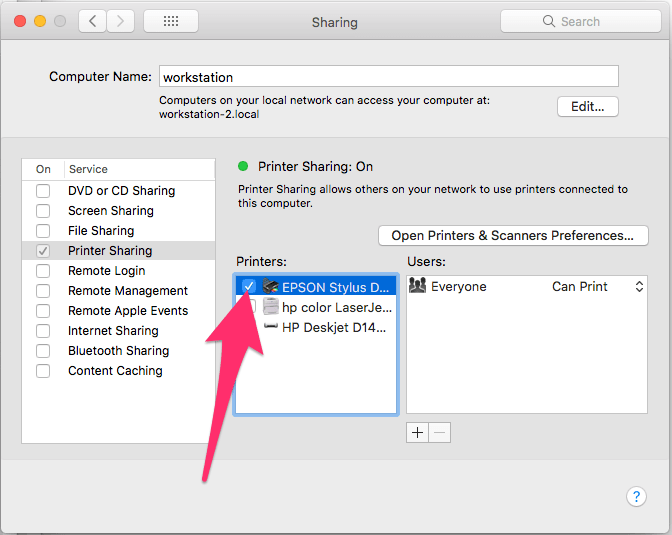 Sharing
Search
Computer Name: workstation
Computers on your local network can access your computer at:
workstation-2.local
Edit...
On Service
DVD or CD Sharing
Screen Sharing
File Sharing
Printer Sharing
Remote Login
Remote Management
Remote Apple Events
Internet Sharing
Bluetooth Sharing
Content Caching
Printer Sharing: On
Printer Sharing allows others on your network to use printers connected to
this computer.
Open Printers & Scanners Preferences...
Printers:
EPSON Stylus D...
hp color LaserJe...
HP Deskjet D14...
Users:
Everyone Can Print
+ −
?